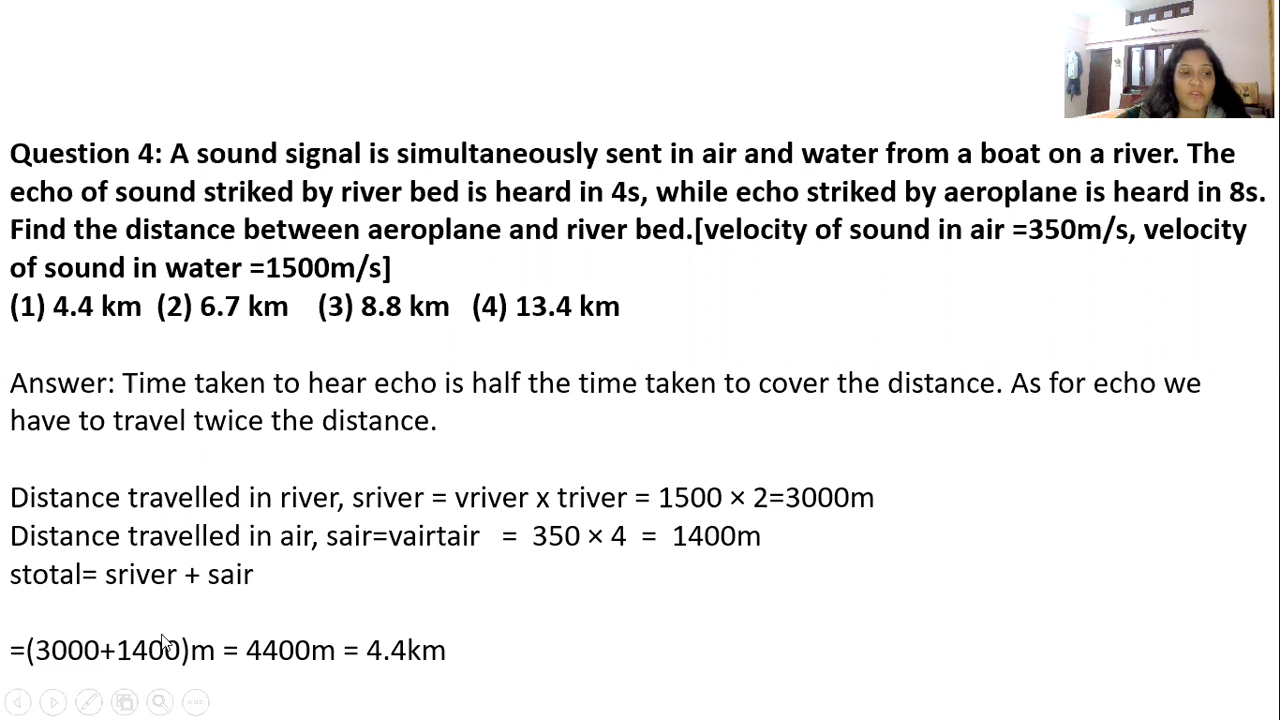 Question 4: A sound signal is simultaneously sent in air and water from a boat on a river. The
echo of sound striked by river bed is heard in 4s, while echo striked by aeroplane is heard in 8s.
Find the distance between aeroplane and river bed.[velocity of sound in air =350m/s, velocity
of sound in water =1500m/s]
(1) 4.4 km (2) 6.7 km (3) 8.8 km (4) 13.4 km
Answer: Time taken to hear echo is half the time taken to cover the distance. As for echo we
have to travel twice the distance.
Distance travelled in river, sriver = vriver x triver = 1500 × 2=3000m
Distance travelled in air, sair=vairtair = 350 × 4 = 1400m
stotal= sriver + sair
=(3000+1400)m = 4400m = 4.4km